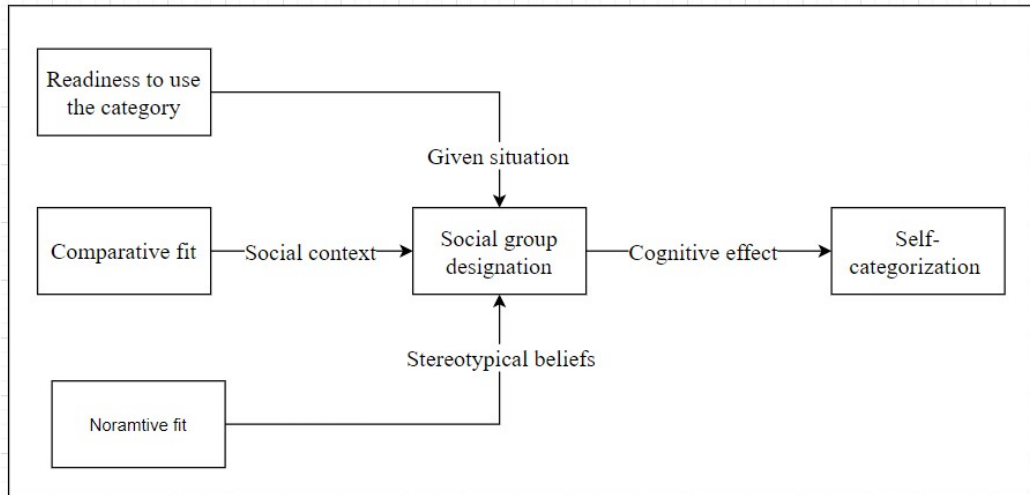 Readiness to use
the category
Given situation
Comparative fit
Social context
Social group
designation
Cognitive effect
Self-
categorization
Stereotypical beliefs
Noramtive fit